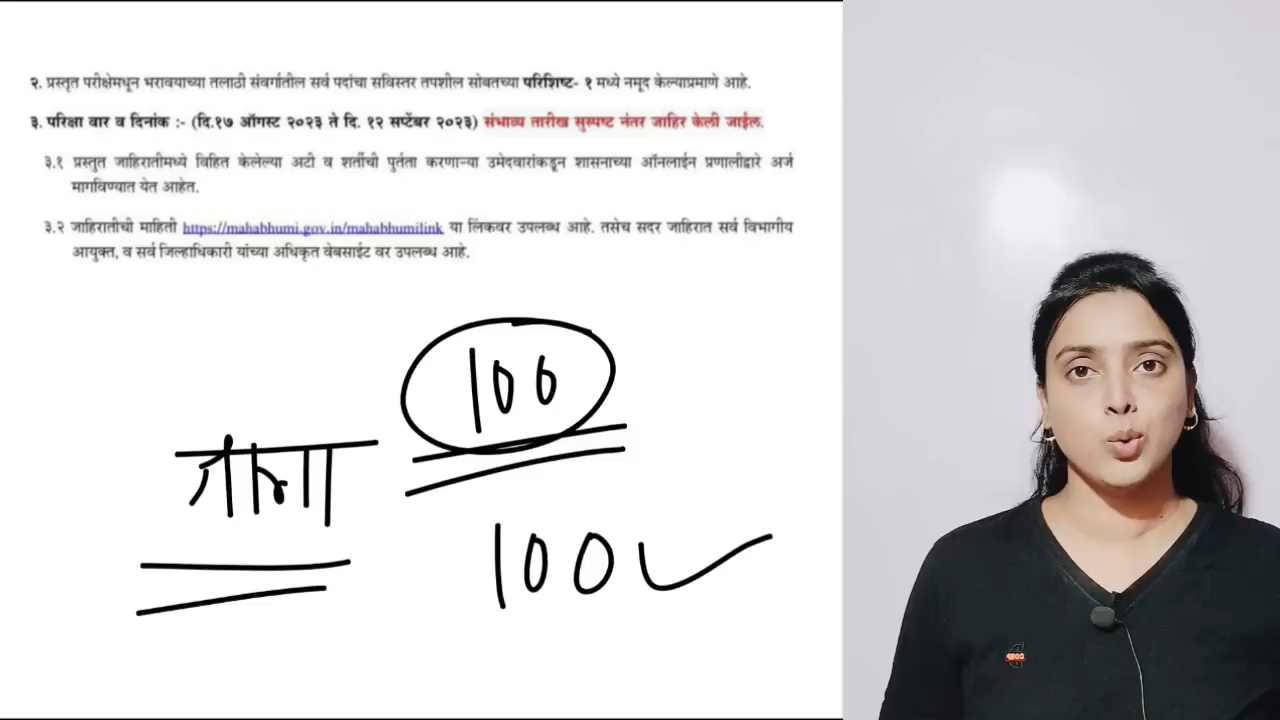 २. प्रस्तुत परीक्षेमधून भरावयाच्या तलाठी संवर्गातील सर्व पदांचा सविस्तर तपशील सोबतच्या परिशिष्ट- १ मध्ये नमूद केल्याप्रमाणे आहे.
३. परिक्षा वार व दिनांक :- (दि.१७ ऑगस्ट २०२३ ते दि. १२ सप्टेंबर २०२३) संभाव्य तारीख सुस्पष्ट नंतर जाहिर केली जाईल.
३.१ प्रस्तुत जाहिरातीमध्ये विहित केलेल्या अटी व शर्तीची पुर्तता करणाऱ्या उमेदवारांकडून शासनाच्या ऑनलाईन प्रणालीद्वारे अर्ज
मागविण्यात येत आहेत.
३.२ जाहिरातीची माहिती https://mahabhumi.gov.in/mahabhumilink या लिंकवर उपलब्ध आहे. तसेच सदर जाहिरात सर्व विभागीय
आयुक्त, व सर्व जिल्हाधिकारी यांच्या अधिकृत वेबसाईट वर उपलब्ध आहे.
100
100